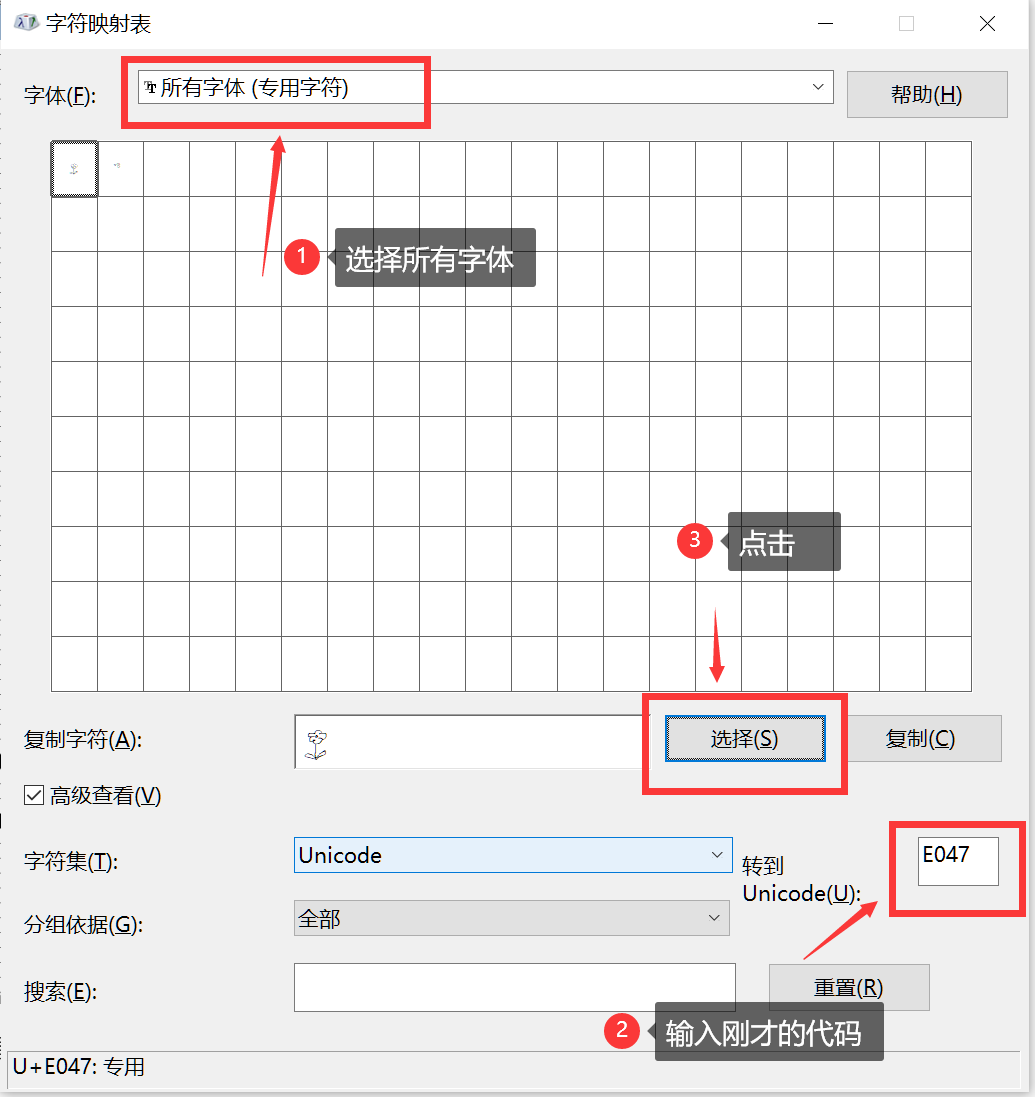 字符映射表
字体(F):
所有字体 (专用字符)
帮助(H)
1
选择所有字体
3
点击
复制字符(A):
选择(S)
复制(C)
高级查看(V)
字符集(T):
Unicode
转到
Unicode(U):
E047
分组依据(G):
全部
搜索(E):
重置(R)
2
输入刚才的代码
U+E047: 专用